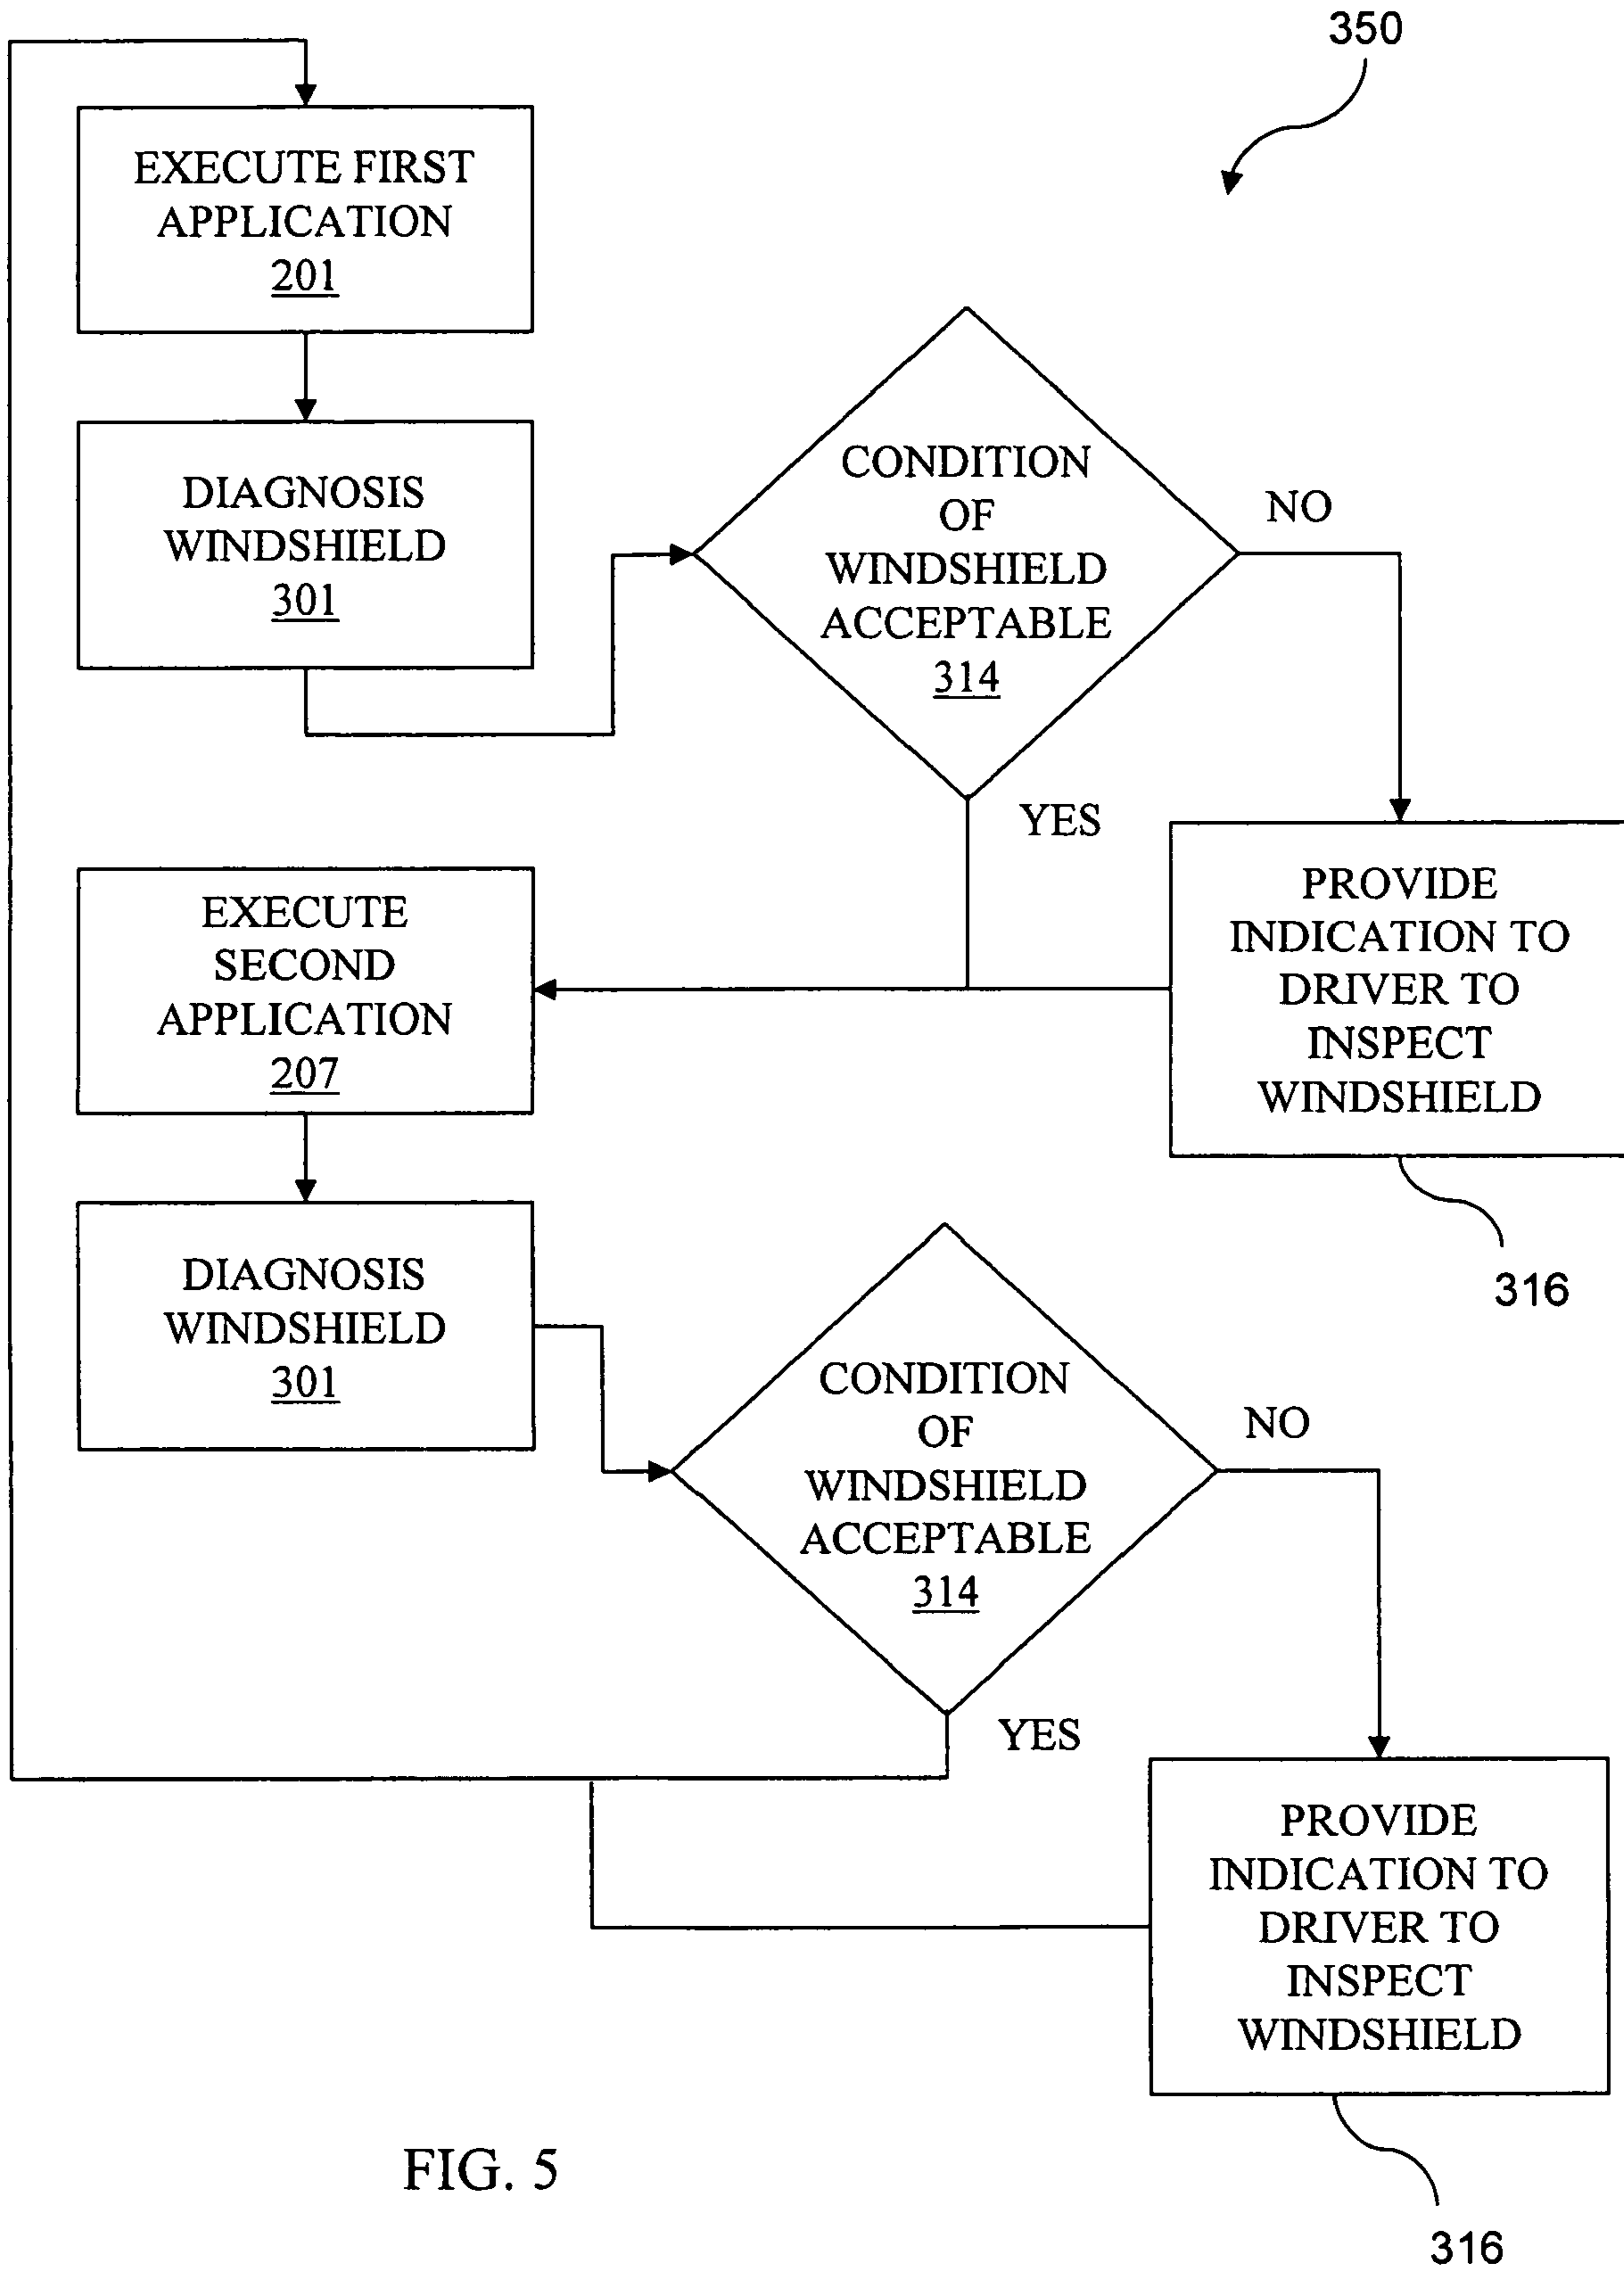 350
EXECUTE FIRST
APPLICATION
201
DIAGNOSIS
WINDSHIELD
301
CONDITION
OF
WINDSHIELD
ACCEPTABLE
314
NO
YES
PROVIDE
INDICATION TO
DRIVER TO
INSPECT
WINDSHIELD
316
EXECUTE
SECOND
APPLICATION
207
DIAGNOSIS
WINDSHIELD
301
CONDITION
OF
WINDSHIELD
ACCEPTABLE
314
NO
YES
PROVIDE
INDICATION TO
DRIVER TO
INSPECT
WINDSHIELD
316
FIG. 5